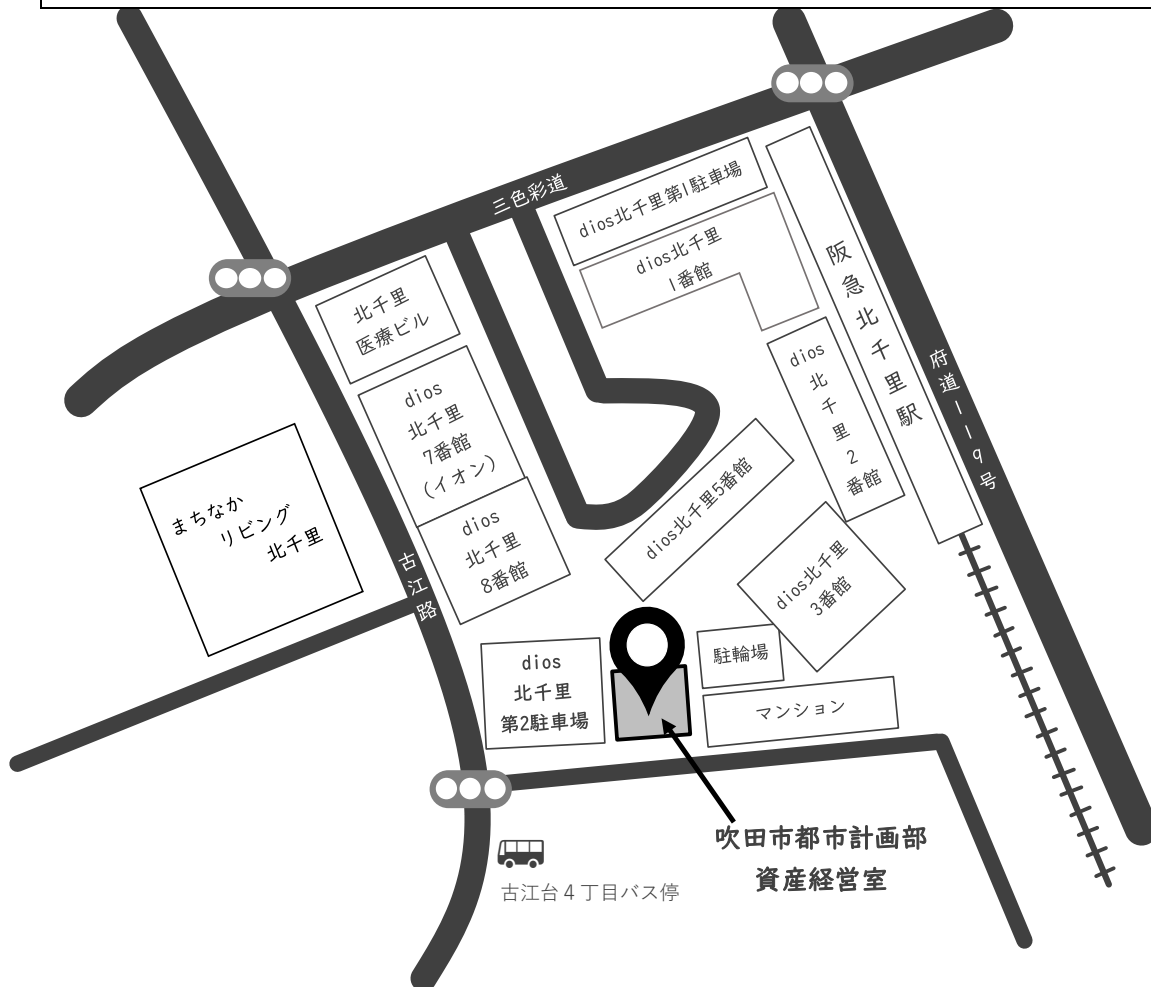 三色彩道
dios北千里第1駐車場
dios北千里
1番館
阪急北千里駅
府道119号
北千里
医療ビル
dios
北千里
7番館
(イオン)
dios
北千里
2
番館
まちなか
リビング
北千里
dios
北千里
8番館
古江路
dios北千里5番館
dios北千里
3番館
駐輪場
dios
北千里
第2駐車場
マンション
吹田市都市計画部
資産経営室
古江台4丁目バス停